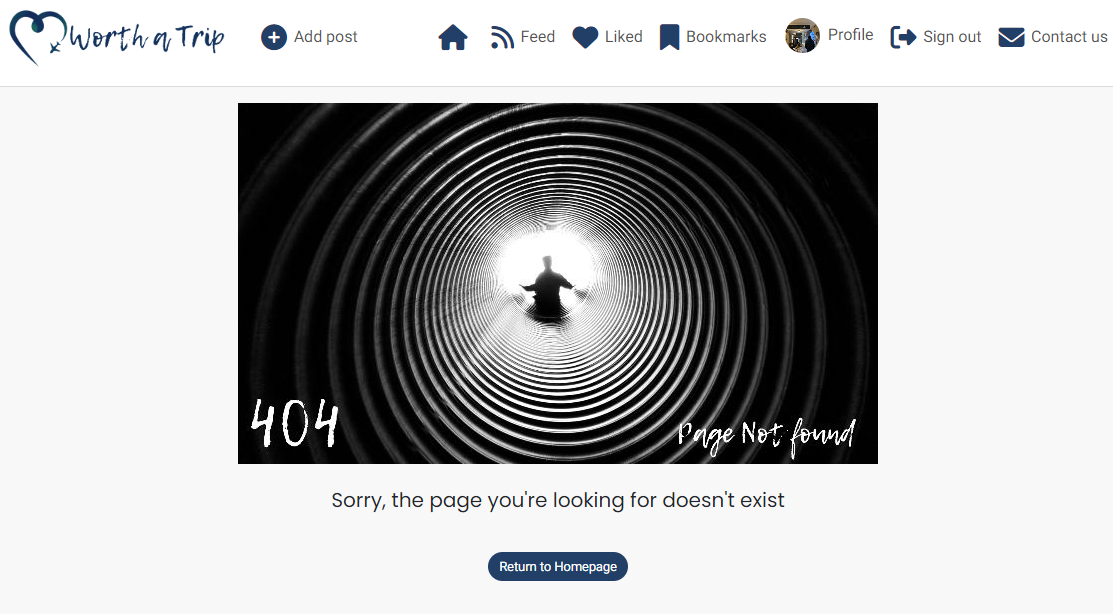 Worth a Trip
Add post
Feed
Liked
Bookmarks
Profile
Sign out
Contact us
404
Page Not found
Sorry, the page you're looking for doesn't exist
Return to Homepage